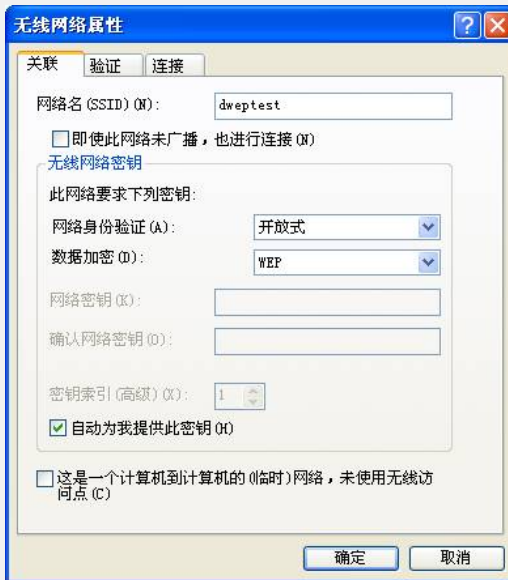 无线网络属性
关联 验证 连接
网络名(SSID)(N): dweptest
即使此网络未广播，也进行连接(N)
无线网络密钥
此网络要求下列密钥:
网络身份验证(A): 开放式
数据加密(D): WEP
网络密钥(K):
确认网络密钥(O):
密钥索引(高级)(X): 1
自动为我提供此密钥(H)
这是一个计算机到计算机的(临时)网络，未使用无线访
问点(C)
确定 取消